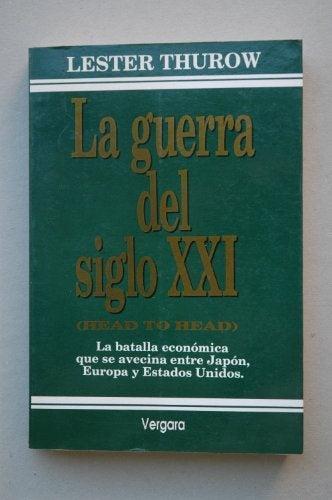 LESTER THUROW
La guerra
del
siglo XXI
(HEAD TO HEAD)
La batalla económica
que se avecina entre Japón,
Europa y Estados Unidos.
Vergara